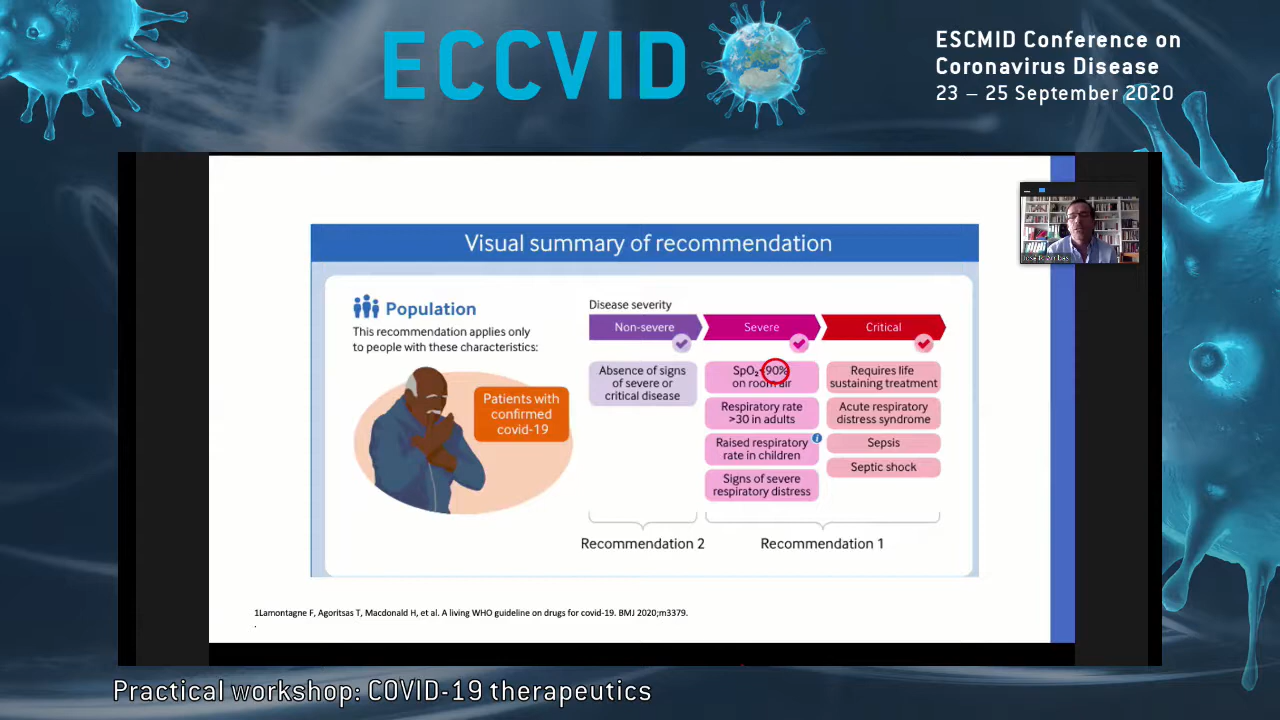 ECCVID
ESCMID Conference on
Coronavirus Disease
23 – 25 September 2020
Visual summary of recommendation
Population
This recommendation applies only
to people with these characteristics:
Patients with
confirmed
covid-19
Disease severity
Non-severe
Severe
Critical
Absence of signs
of severe or
critical disease
SpO₂<90%
on room air
Respiratory rate
>30 in adults
Raised respiratory
rate in children
Signs of severe
respiratory distress
Requires life
sustaining treatment
Acute respiratory
distress syndrome
Sepsis
Septic shock
Recommendation 2
Recommendation 1
1Lamontagne F, Agoritsas T, Macdonald H, et al. A living WHO guideline on drugs for covid-19. BMJ 2020;m3379.
.
Practical workshop: COVID-19 therapeutics